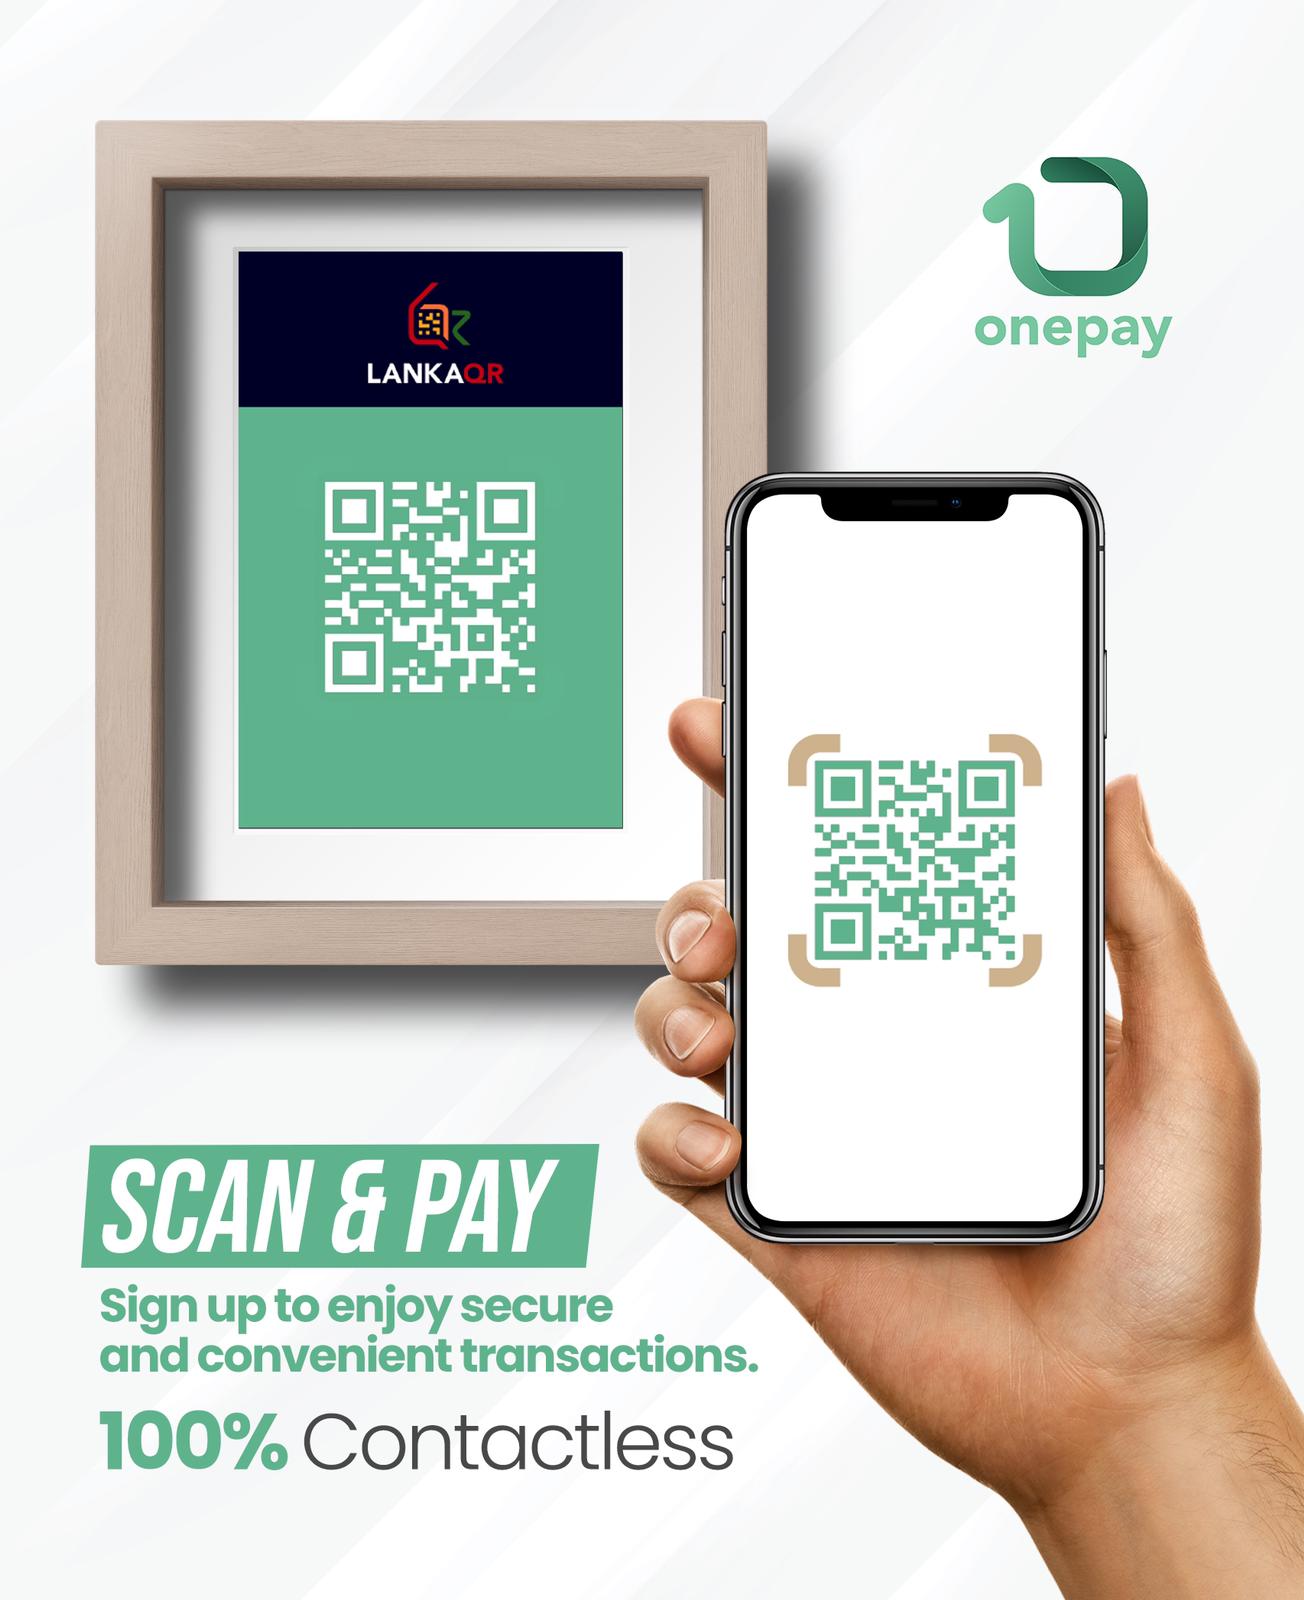 LANKAQR
onepay
SCAN & PAY
Sign up to enjoy secure
and convenient transactions.
100% Contactless